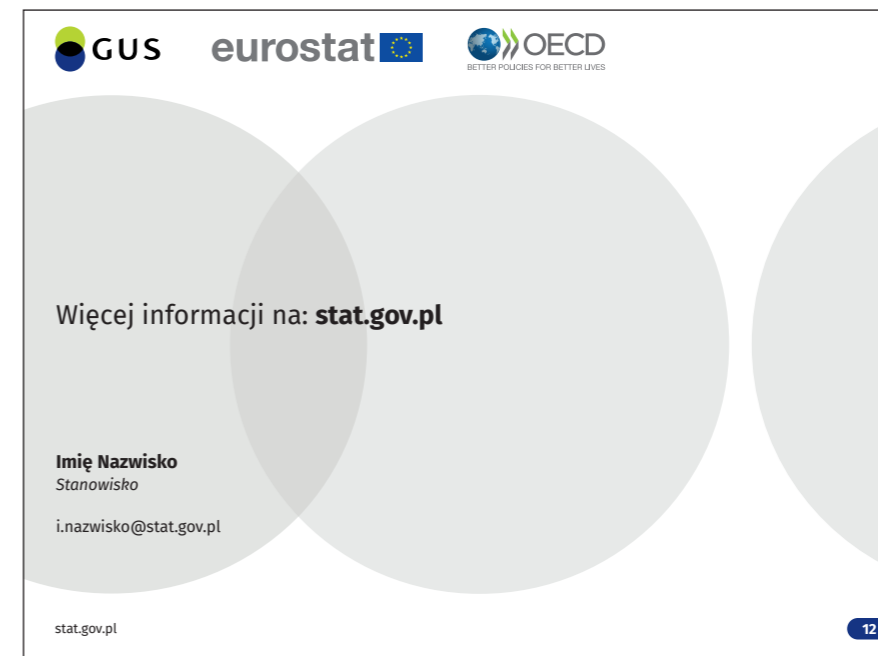 GUS
eurostat
OECD
BETTER POLICIES FOR BETTER LIVES
Więcej informacji na: stat.gov.pl
Imię Nazwisko
Stanowisko
i.nazwisko@stat.gov.pl
stat.gov.pl
12